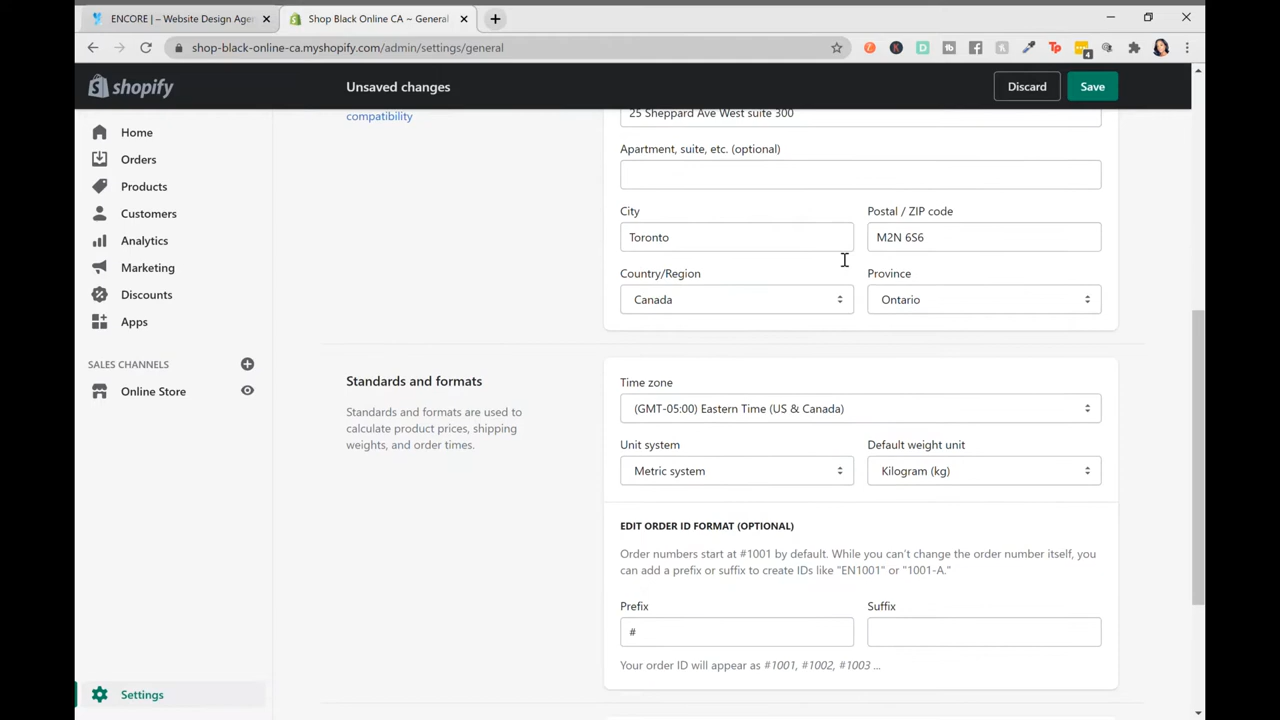 ENCORE | – Website Design Age
Shop Black Online CA ~ General
shop-black-online-ca.myshopify.com/admin/settings/general
4
shopify
Unsaved changes
Discard
Save
Home
Orders
Products
Customers
Analytics
Marketing
Discounts
Apps
SALES CHANNELS
Online Store
Settings
compatibility
25 Sheppard Ave West suite 300
Apartment, suite, etc. (optional)
City
Postal / ZIP code
Toronto
M2N 6S6
Country/Region
Province
Canada
Ontario
Standards and formats
Standards and formats are used to
calculate product prices, shipping
weights, and order times.
Time zone
(GMT-05:00) Eastern Time (US & Canada)
Unit system
Default weight unit
Metric system
Kilogram (kg)
EDIT ORDER ID FORMAT (OPTIONAL)
Order numbers start at #1001 by default. While you can't change the order number itself, you
can add a prefix or suffix to create IDs like "EN1001" or "1001-A."
Prefix
Suffix
#
Your order ID will appear as #1001, #1002, #1003 ...